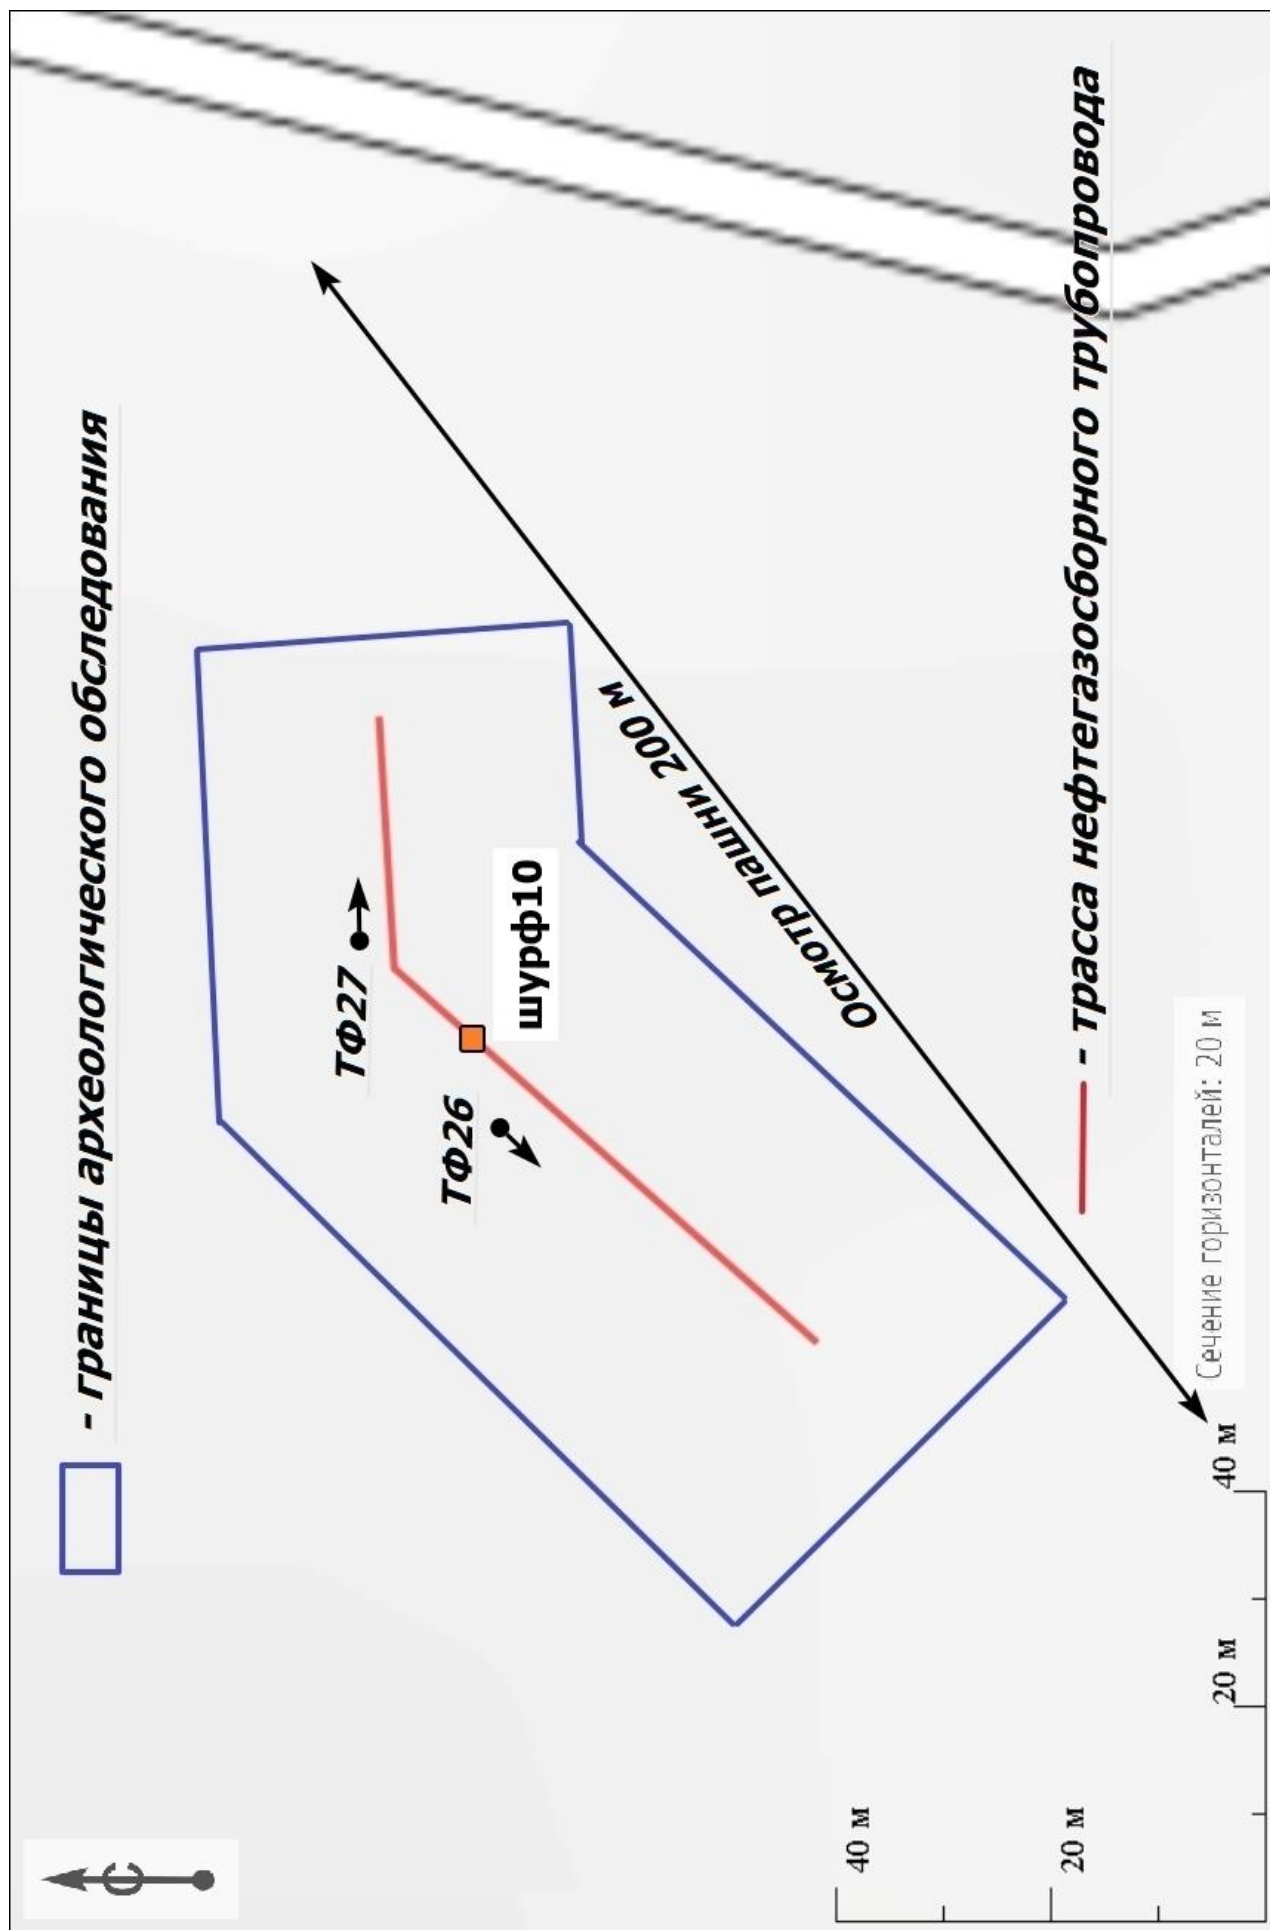 - границы археологического обследования
ТФ27
ТФ26
шурф10
Осмотр пашни 200 м
- трасса нефтегазосборного трубопровода
Сечение горизонталей: 20 м
С
40 м
20 м
20 м
40 м